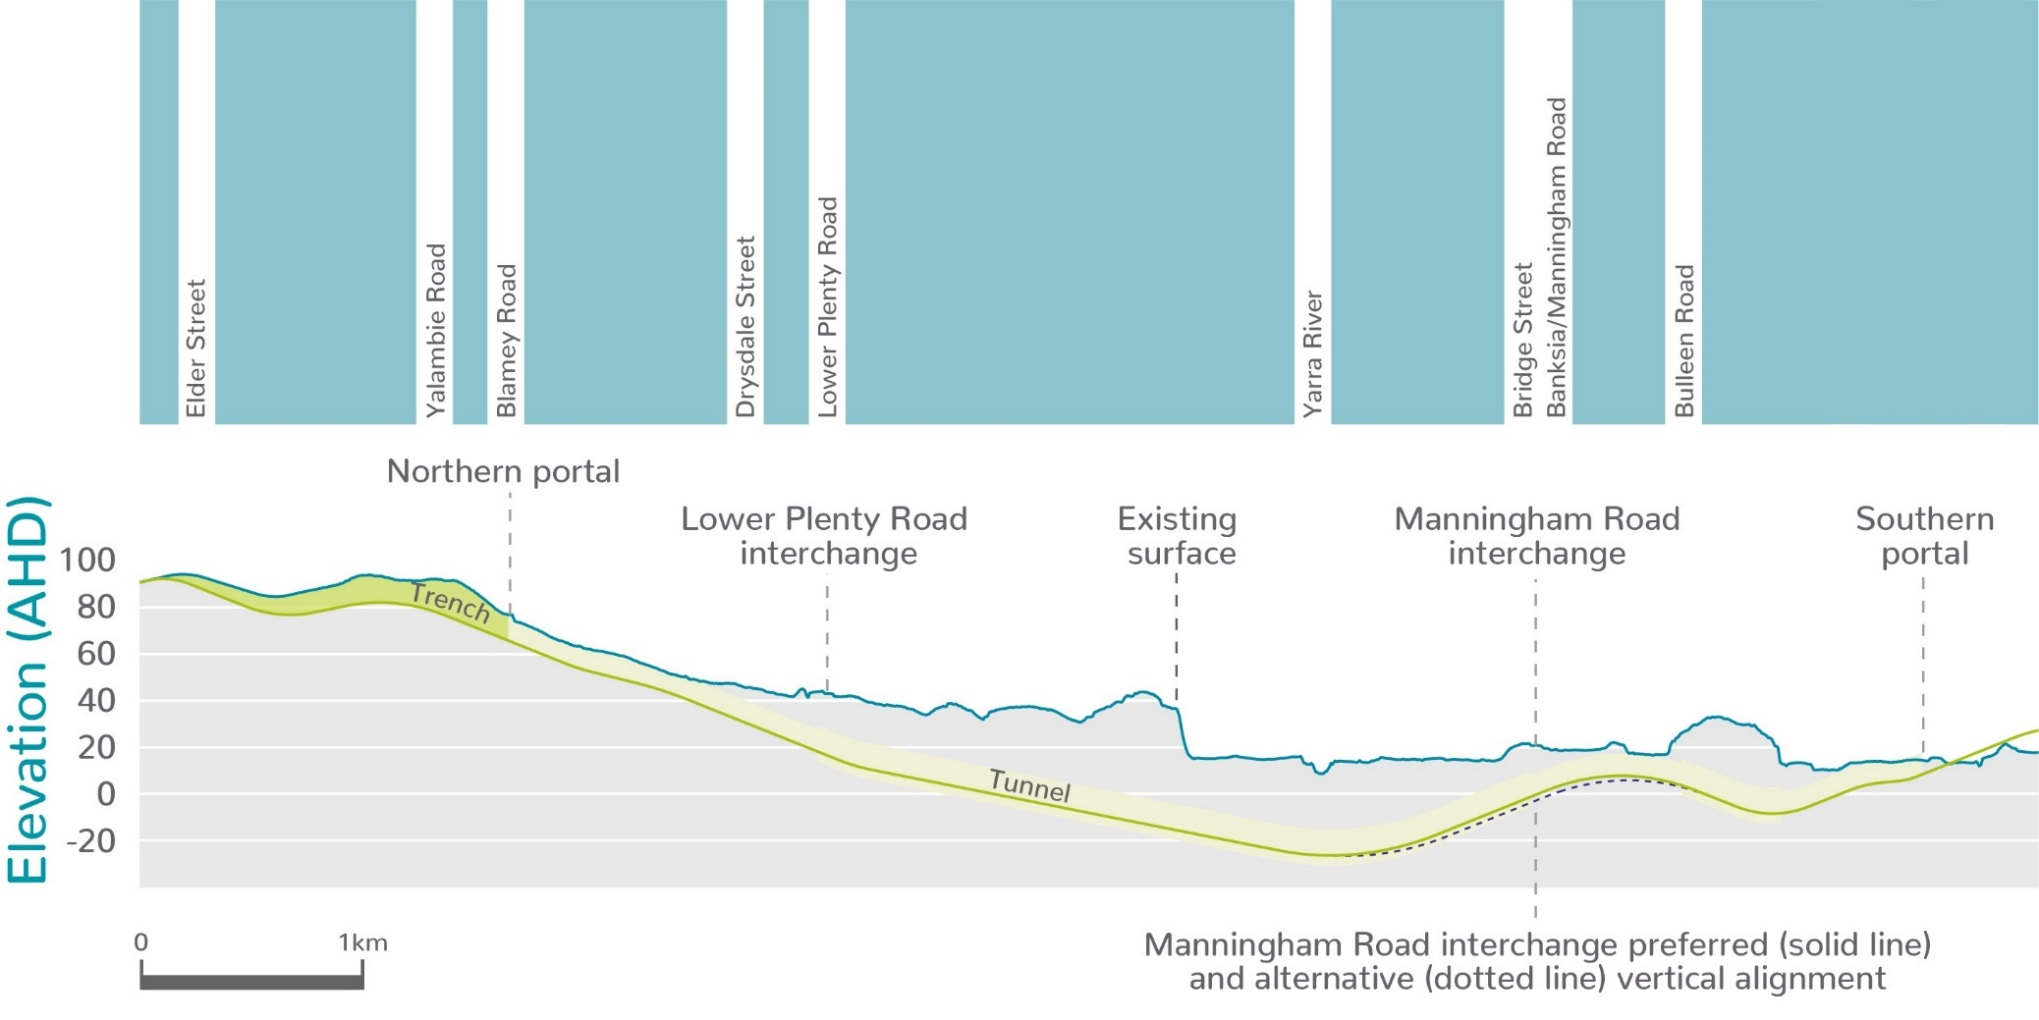 Elder Street
Yalambie Road
Blamey Road
Drysdale Street
Lower Plenty Road
Yarra River
Bridge Street
Banksia/Manningham Road
Bulleen Road
Northern portal
Lower Plenty Road
interchange
Existing
surface
Manningham Road
interchange
Southern
portal
Elevation (AHD)
100
80
60
40
20
0
-20
Trench
Tunnel
0
1km
Manningham Road interchange preferred (solid line)
and alternative (dotted line) vertical alignment